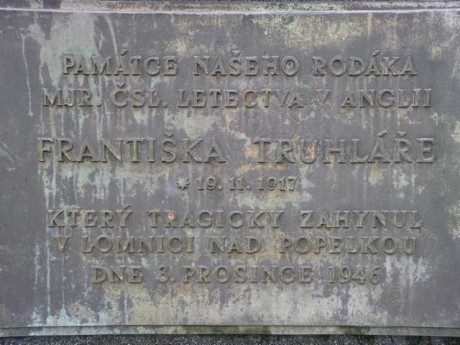 PAMÁTCE NAŠEHO RODÁKA
MJR. ČSL. LETECTVA V ANGLII
FRANTIŠKA TRUHLÁŘE
* 19. 11. 1917
KTERÝ TRAGICKY ZAHYNUL
V LOMNICI NAD POPELKOU
DNE 3. PROSINCE 1946